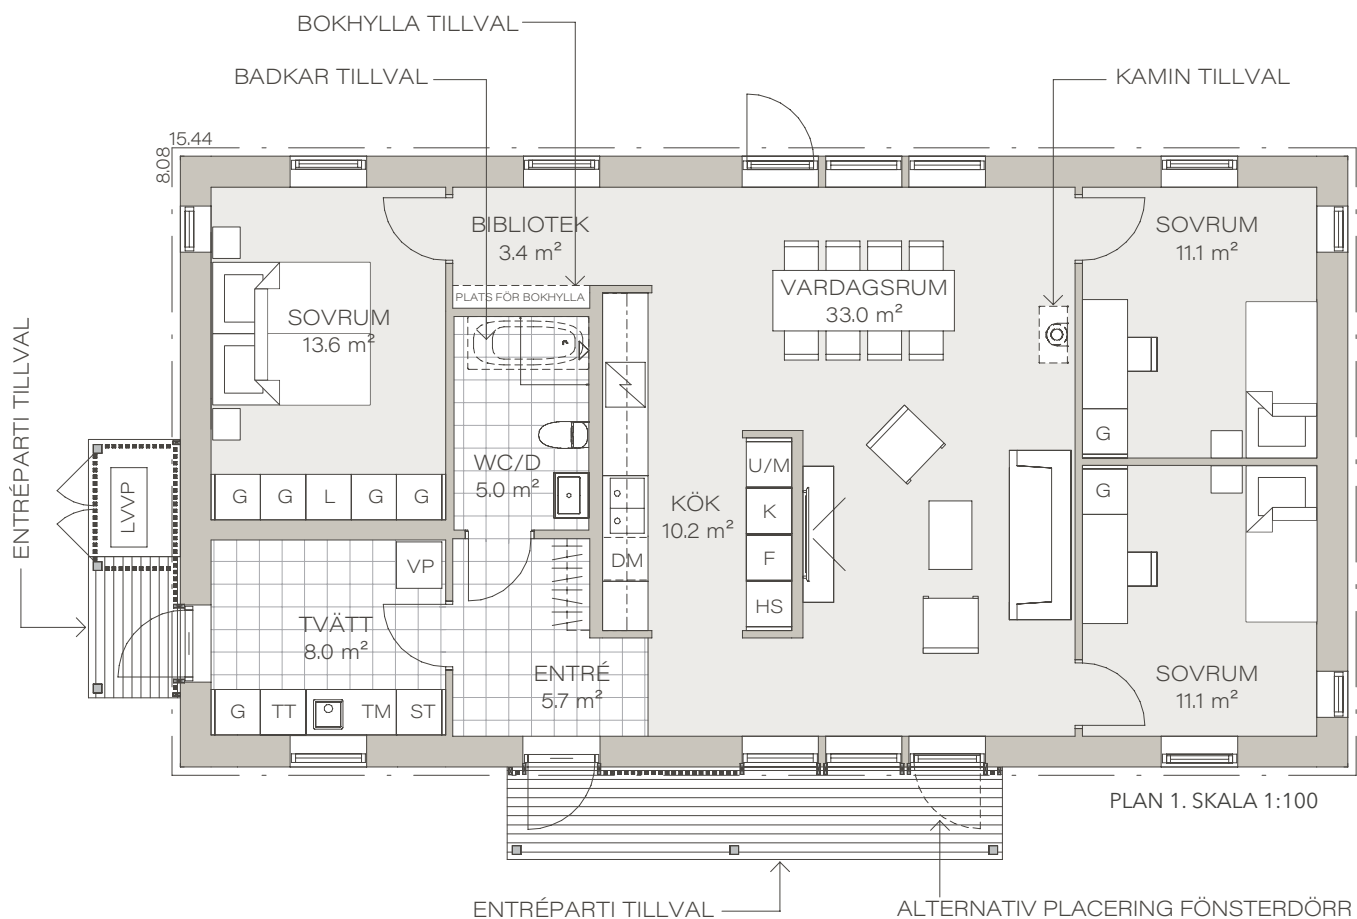 BOKHYLLA TILLVAL
BADKAR TILLVAL
KAMIN TILLVAL
15.44
8.08
BIBLIOTEK
3.4 m²
SOVRUM
11.1 m²
PLATS FÖR BOKHYLLA
VARDAGSRUM
33.0 m²
SOVRUM
13.6 m²
ENTRÉPARTI TILLVAL
G
U/M
WC/D
5.0 m²
LVVP
G G L G G
KÖK
10.2 m²
K
G
F
DM
VP
HS
TVÄTT
8.0 m²
ENTRÉ
5.7 m²
SOVRUM
11.1 m²
G TT TM ST
PLAN 1. SKALA 1:100
ENTRÉPARTI TILLVAL
ALTERNATIV PLACERING FÖNSTERDÖRR